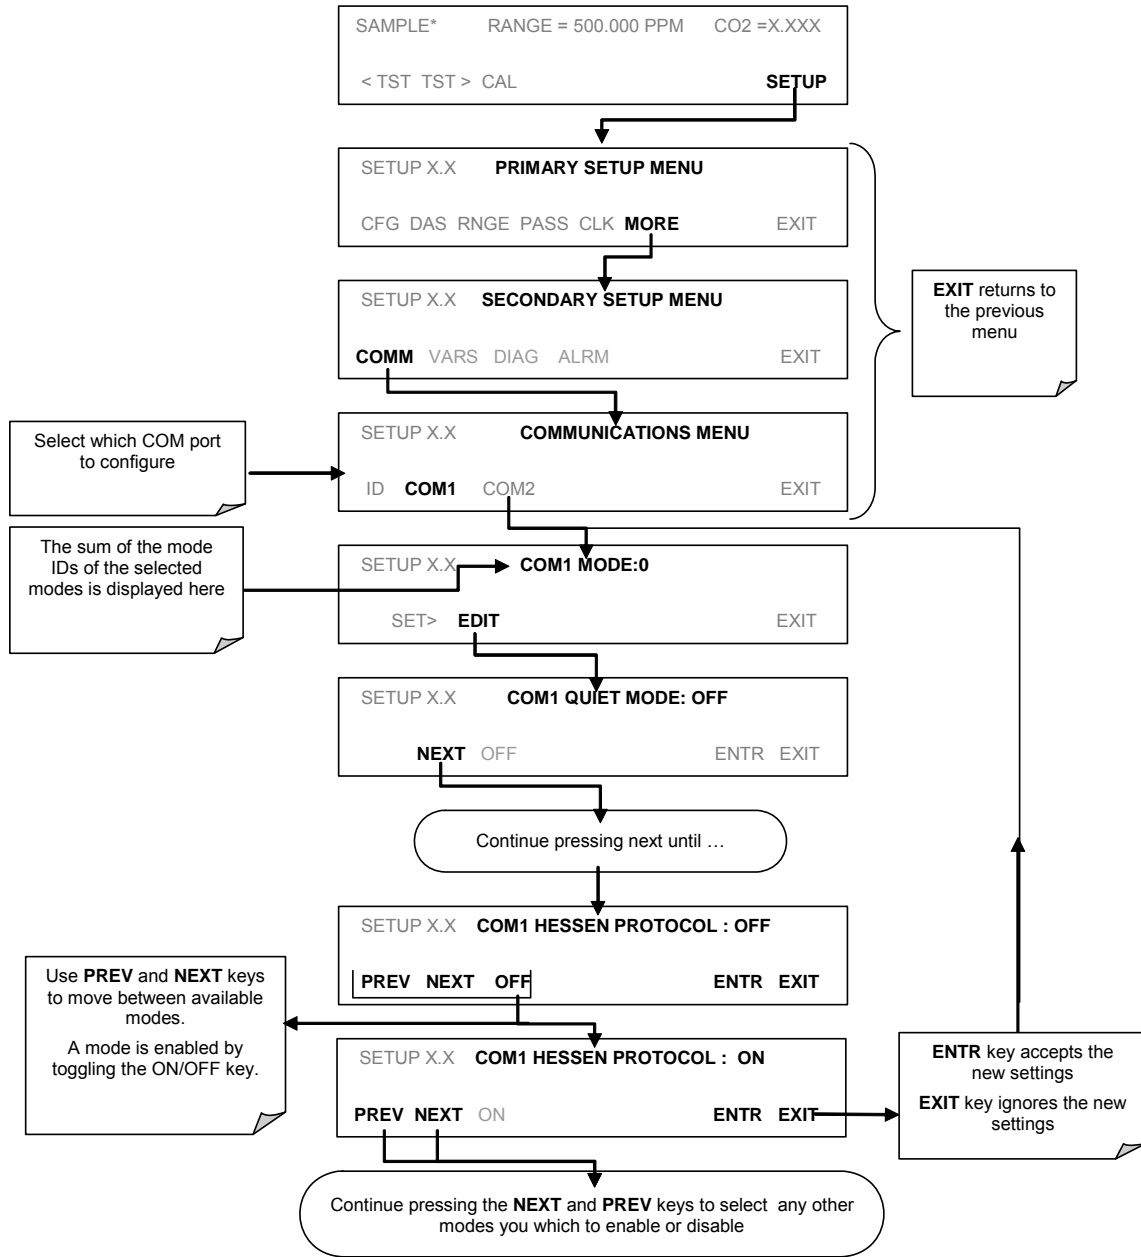 SAMPLE* RANGE = 500.000 PPM CO2 =X.XXX
< TST TST > CAL SETUP
SETUP X.X PRIMARY SETUP MENU
CFG DAS RNGE PASS CLK MORE EXIT
SETUP X.X SECONDARY SETUP MENU
COMM VARS DIAG ALRM EXIT
EXIT returns to
the previous
menu
Select which COM port
to configure
SETUP X.X COMMUNICATIONS MENU
ID COM1 COM2 EXIT
The sum of the mode
IDs of the selected
modes is displayed here
SETUP X.X COM1 MODE:0
SET> EDIT EXIT
SETUP X.X COM1 QUIET MODE: OFF
NEXT OFF ENTR EXIT
Continue pressing next until …
SETUP X.X COM1 HESSEN PROTOCOL : OFF
PREV NEXT OFF ENTR EXIT
Use PREV and NEXT keys
to move between available
modes.
A mode is enabled by
toggling the ON/OFF key.
SETUP X.X COM1 HESSEN PROTOCOL : ON
PREV NEXT ON ENTR EXIT
ENTR key accepts the
new settings
EXIT key ignores the new
settings
Continue pressing the NEXT and PREV keys to select any other
modes you which to enable or disable